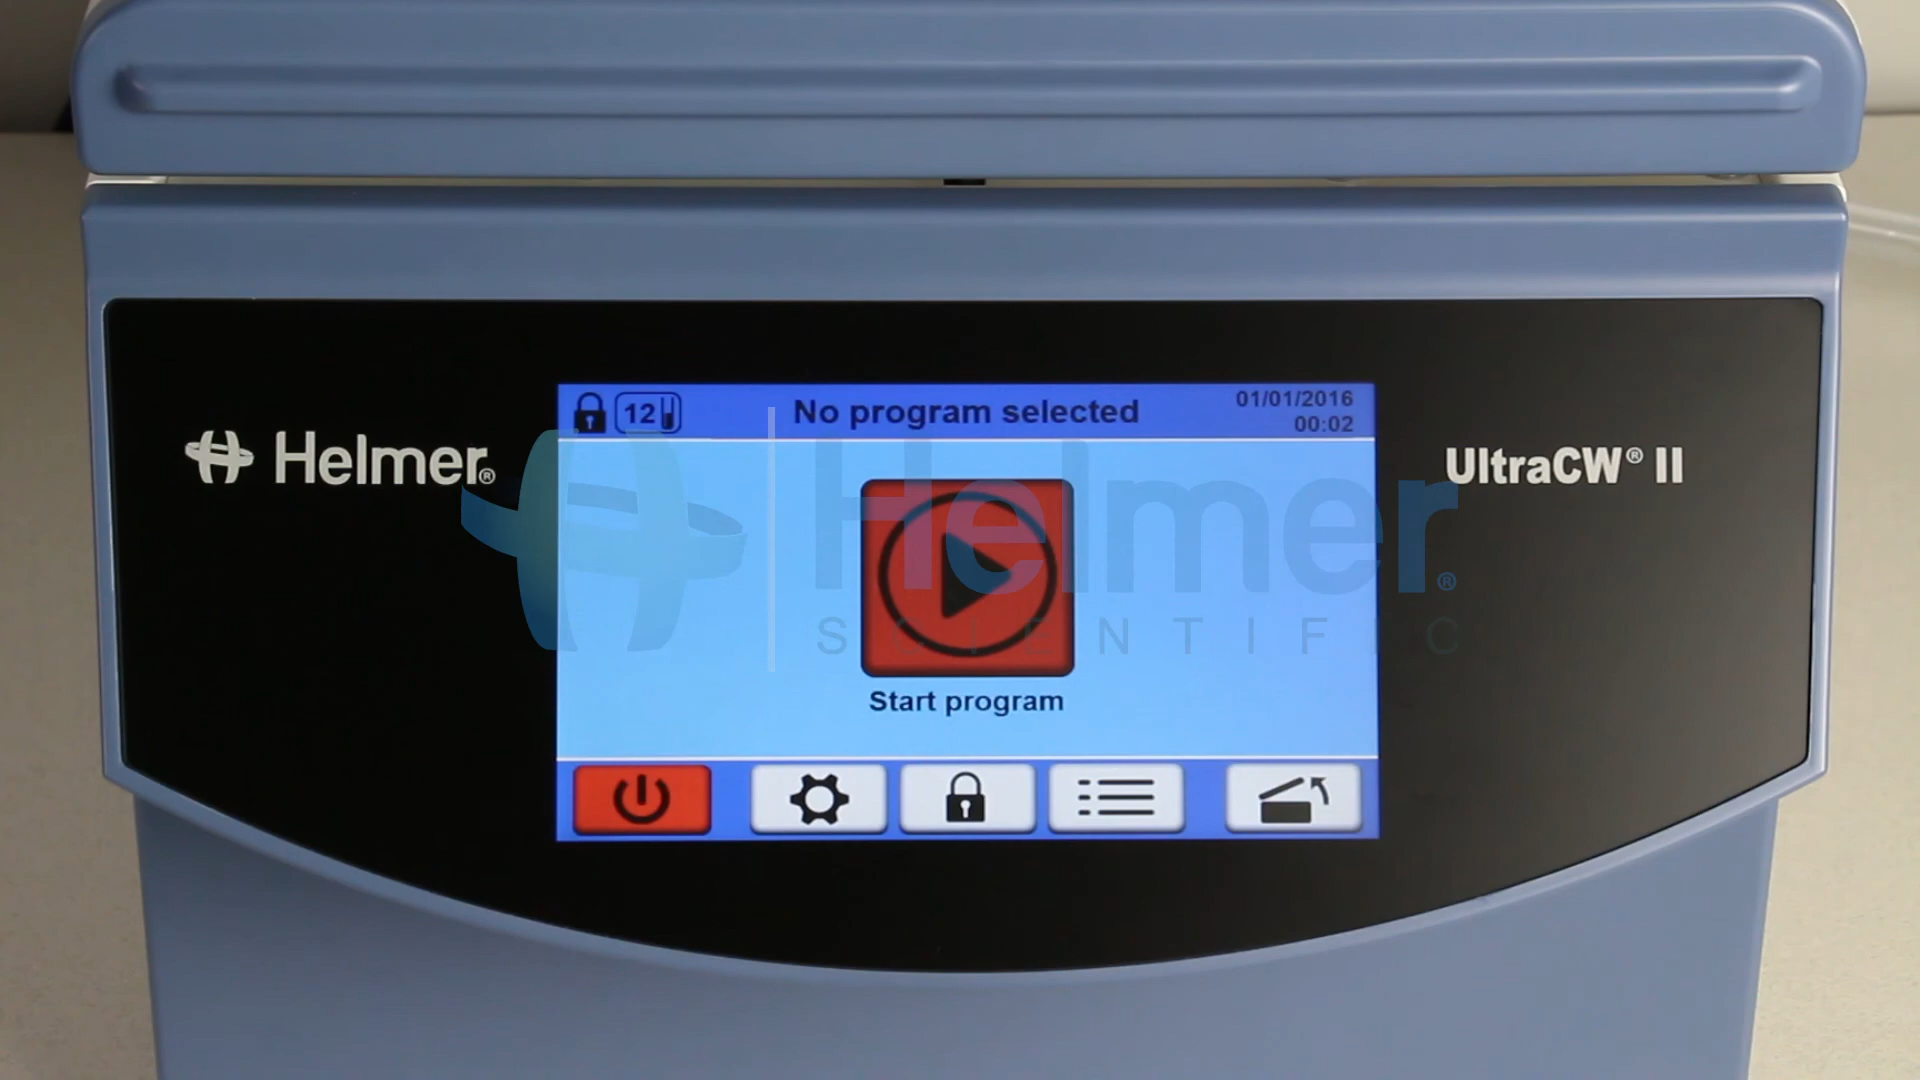 12
No program selected
01/01/2016
00:02
Helmer®
UltraCW® II
Helmer®
SCIENTIFIC
Start program